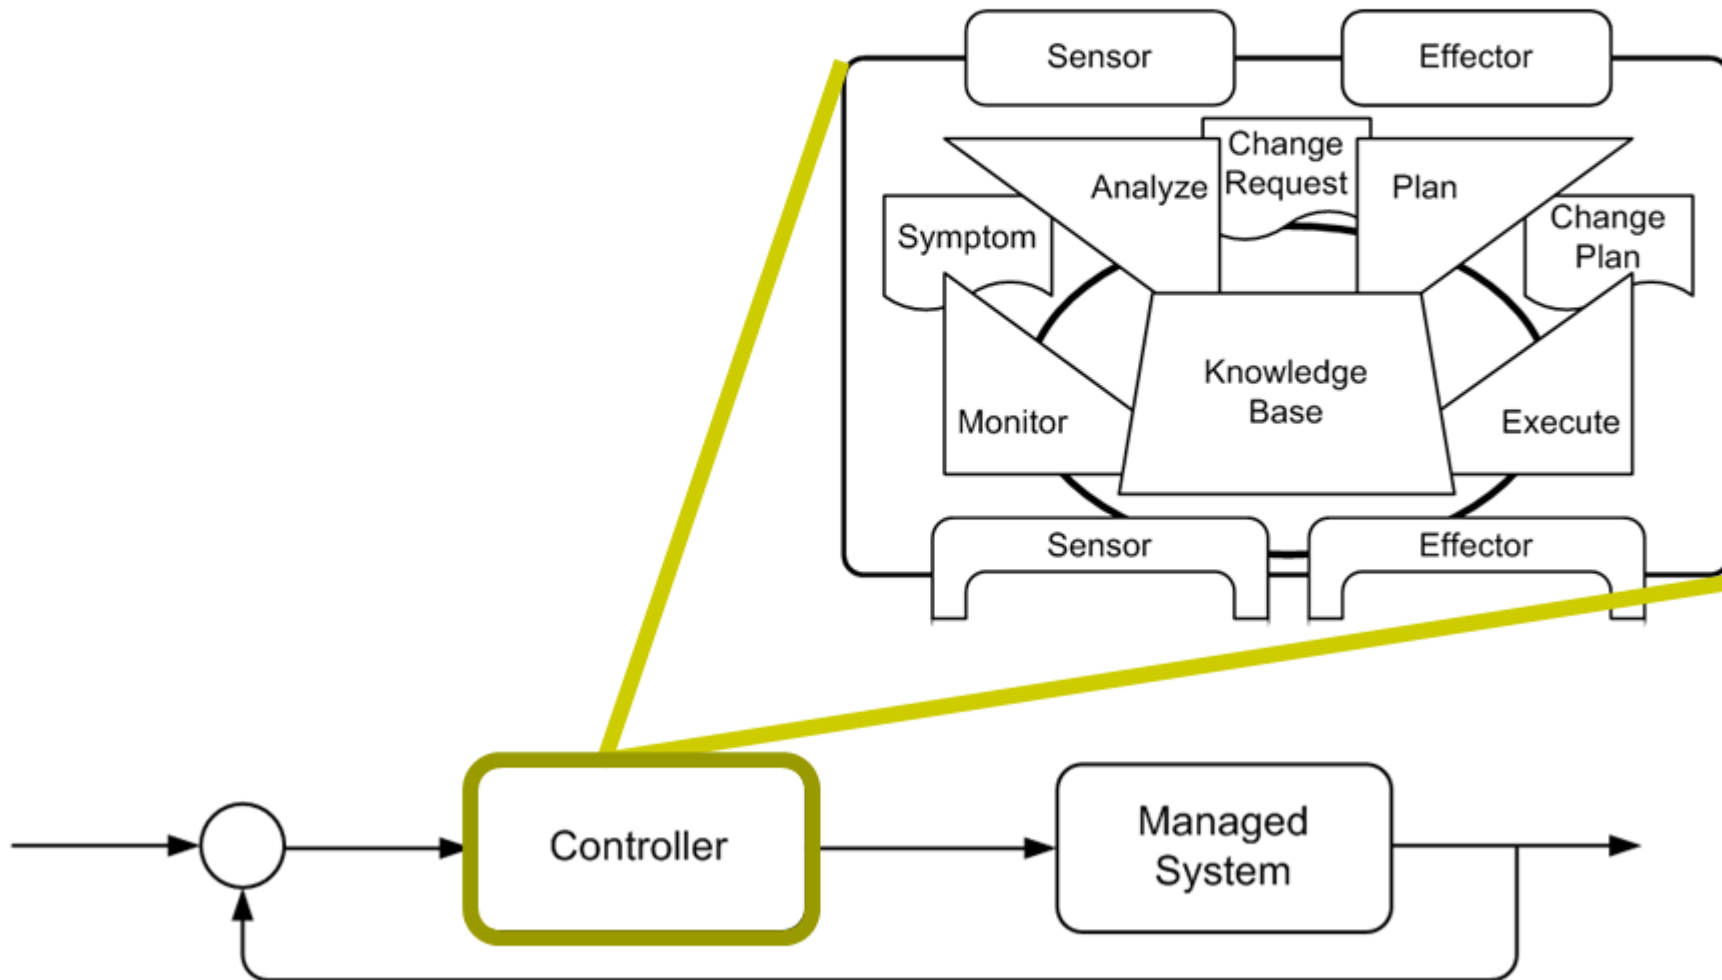 Sensor
Effector
Change
Request
Analyze
Plan
Symptom
Change
Plan
Knowledge
Base
Monitor
Execute
Sensor
Effector
Controller
Managed
System